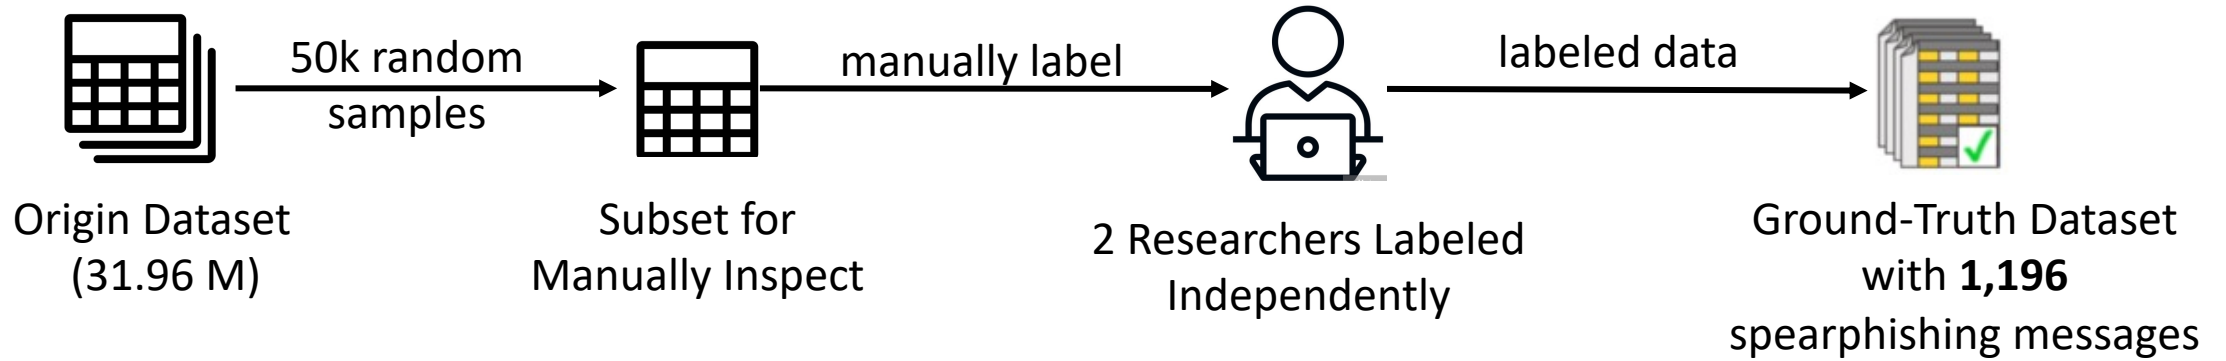 50k random
samples
manually label
labeled data
Origin Dataset
(31.96 M)
Subset for
Manually Inspect
2 Researchers Labeled
Independently
Ground-Truth Dataset
with 1,196
spearphishing messages